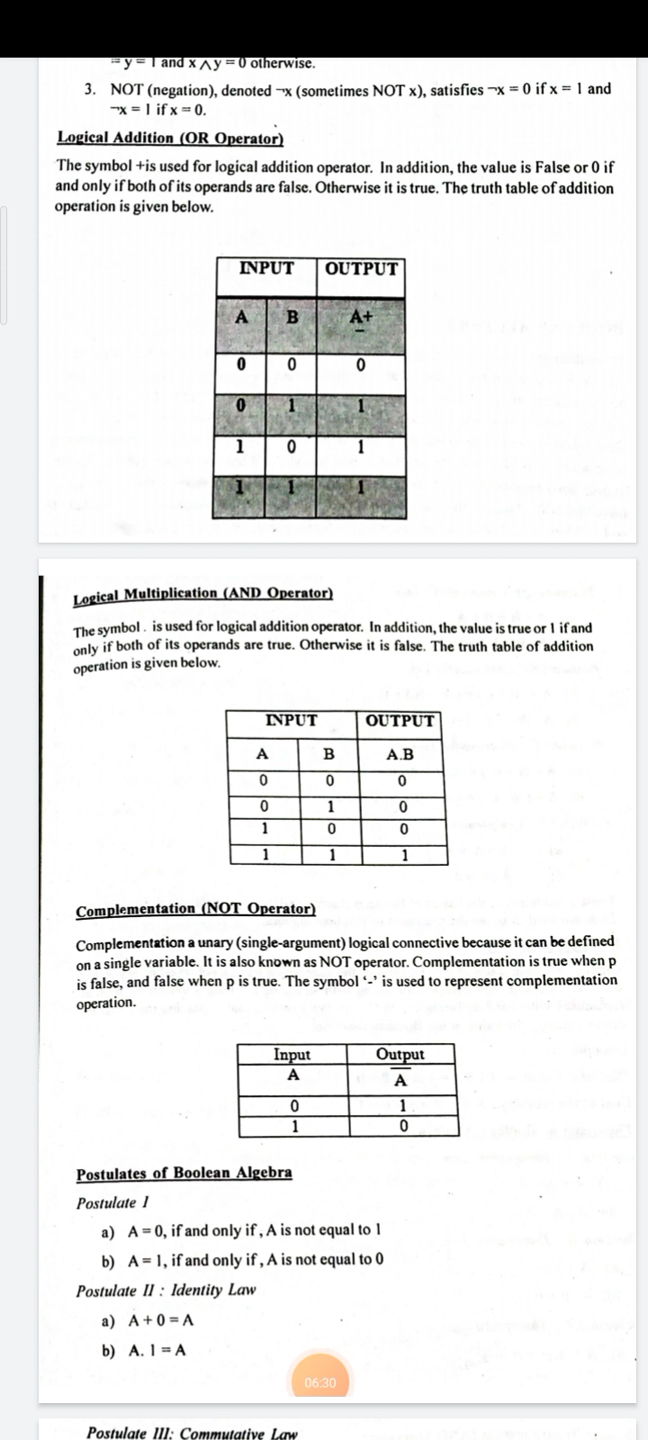 = y = 1 and x ∧ y = 0 otherwise.
3. NOT (negation), denoted ¬x (sometimes NOT x), satisfies ¬x = 0 if x = 1 and
¬x = 1 if x = 0.
Logical Addition (OR Operator)
The symbol +is used for logical addition operator. In addition, the value is False or 0 if
and only if both of its operands are false. Otherwise it is true. The truth table of addition
operation is given below.
INPUT OUTPUT
A B A+
0 0 0
0 1 1
1 0 1
1 1 1
Logical Multiplication (AND Operator)
The symbol . is used for logical addition operator. In addition, the value is true or 1 if and
only if both of its operands are true. Otherwise it is false. The truth table of addition
operation is given below.
INPUT OUTPUT
A B A.B
0 0 0
0 1 0
1 0 0
1 1 1
Complementation (NOT Operator)
Complementation a unary (single-argument) logical connective because it can be defined
on a single variable. It is also known as NOT operator. Complementation is true when p
is false, and false when p is true. The symbol ‘-’ is used to represent complementation
operation.
Input Output
A A̅
0 1
1 0
Postulates of Boolean Algebra
Postulate I
a) A = 0, if and only if , A is not equal to 1
b) A = 1, if and only if , A is not equal to 0
Postulate II : Identity Law
a) A + 0 = A
b) A. 1 = A
06:30
Postulate III: Commutative Law